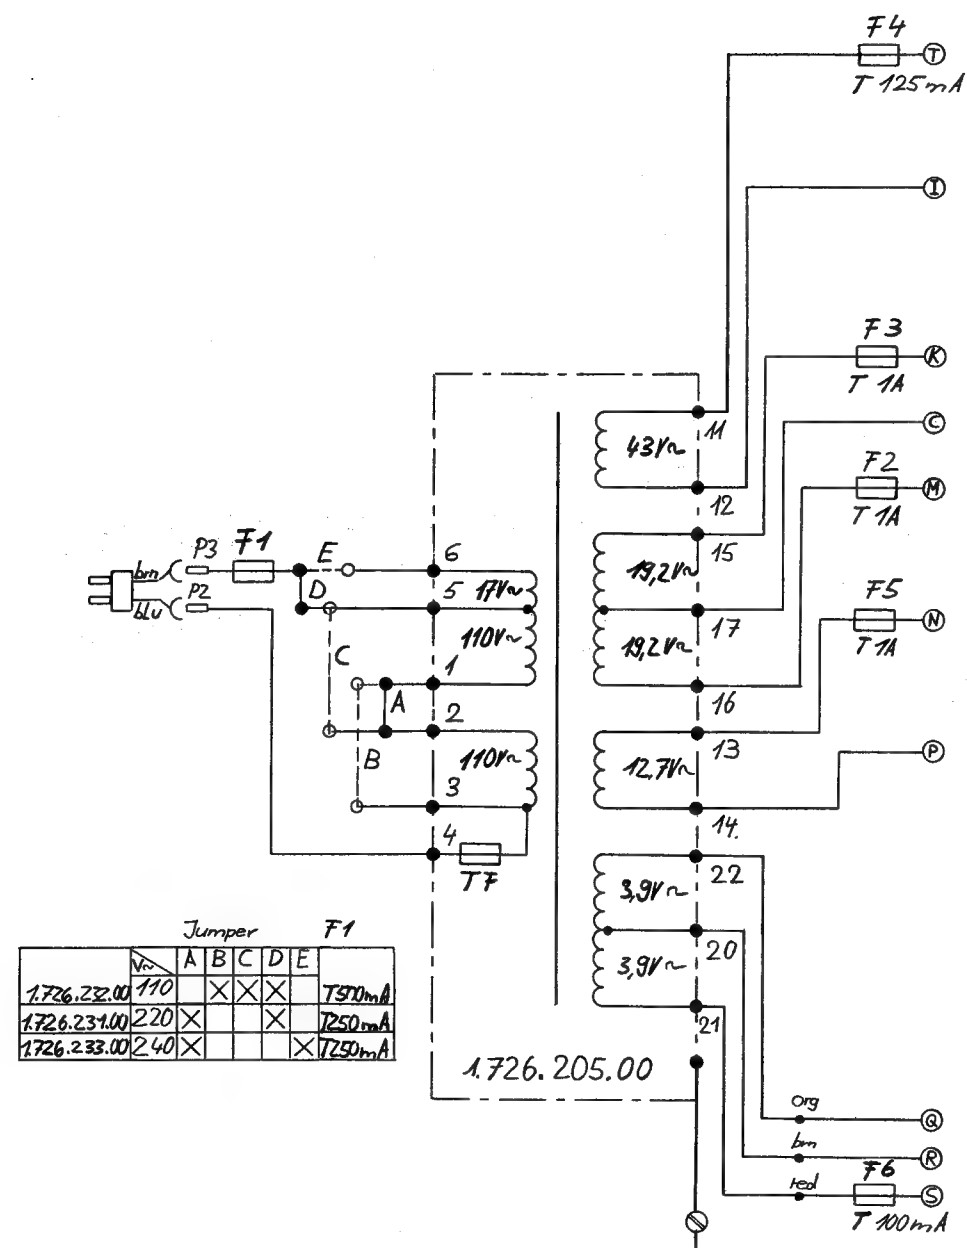 F4
T
T 125mA
I
F3
K
T 1A
11
C
43V~
F2
M
12
T 1A
15
P3 F1 E 6
19,2V~
brn
5 17V~
F5
P2 D
N
blu
17
T 1A
110V~
19,2V~
C 1
A
16
2
13
P
B 110V~
12,7V~
3
14.
4
TF
22
3,9V~
Jumper F1
20
V~ A B C D E
3,9V~
1.726.232.00 110 X X X T500mA
1.726.231.00 220 X X T250mA
21
1.726.233.00 240 X X T250mA
1.726.205.00
org
Q
brn
R
red F6
S
T 100mA